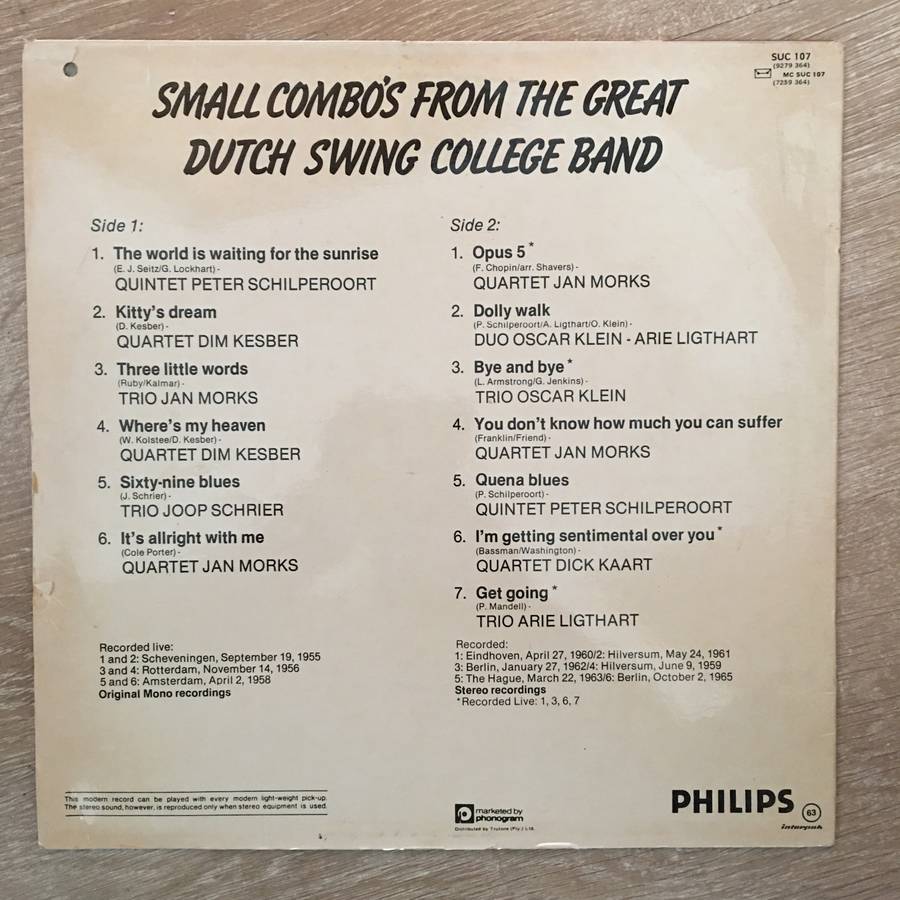 SUC 107
(9279 364)
MC SUC 107
(7259 364)
SMALL COMBO'S FROM THE GREAT
DUTCH SWING COLLEGE BAND
Side 1:
1. The world is waiting for the sunrise
(E. J. Seitz/G. Lockhart) -
QUINTET PETER SCHILPEROORT
2. Kitty's dream
(D. Kesber) -
QUARTET DIM KESBER
3. Three little words
(Ruby/Kalmar) -
TRIO JAN MORKS
4. Where's my heaven
(W. Kolstee/D. Kesber) -
QUARTET DIM KESBER
5. Sixty-nine blues
(J. Schrier) -
TRIO JOOP SCHRIER
6. It's allright with me
(Cole Porter) -
QUARTET JAN MORKS
Recorded live:
1 and 2: Scheveningen, September 19, 1955
3 and 4: Rotterdam, November 14, 1956
5 and 6: Amsterdam, April 2, 1958
Original Mono recordings
Side 2:
1. Opus 5*
(F. Chopin/arr. Shavers) -
QUARTET JAN MORKS
2. Dolly walk
(P. Schilperoort/A. Ligthart/O. Klein) -
DUO OSCAR KLEIN - ARIE LIGTHART
3. Bye and bye*
(L. Armstrong/G. Jenkins) -
TRIO OSCAR KLEIN
4. You don't know how much you can suffer
(Franklin/Friend) -
QUARTET JAN MORKS
5. Quena blues
(P. Schilperoort) -
QUINTET PETER SCHILPEROORT
6. I'm getting sentimental over you*
(Bassman/Washington) -
QUARTET DICK KAART
7. Get going*
(P. Mandell) -
TRIO ARIE LIGTHART
Recorded:
1: Eindhoven, April 27, 1960/2: Hilversum, May 24, 1961
3: Berlin, January 27, 1962/4: Hilversum, June 9, 1959
5: The Hague, March 22, 1963/6: Berlin, October 2, 1965
Stereo recordings
*Recorded Live: 1, 3, 6, 7
This modern record can be played with every modern light-weight pick-up.
The stereo sound, however, is reproduced only when stereo equipment is used.
marketed by
phonogram
Distributed by Trutone (Pty.) Ltd.
PHILIPS
63
interpak